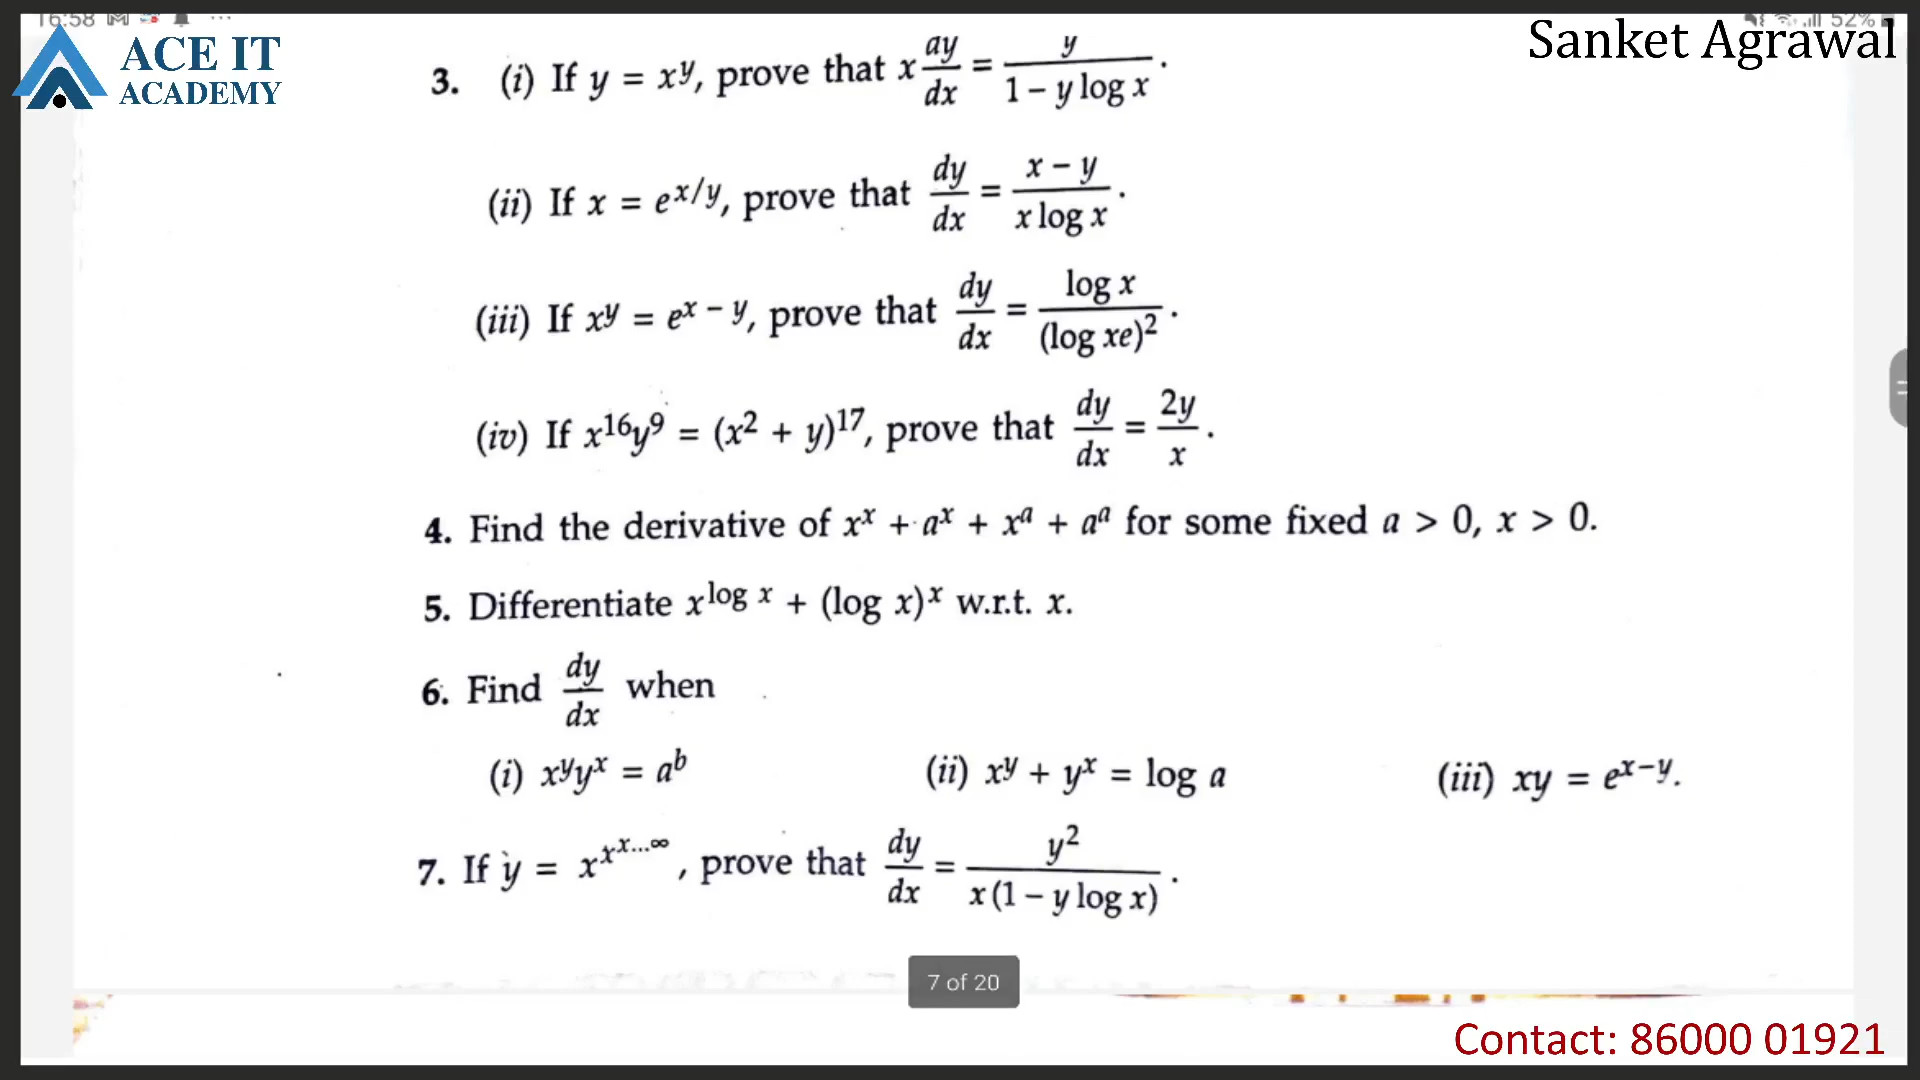 16:58
52%
ACE IT
ACADEMY
Sanket Agrawal
3. (i) If y = x^y, prove that x dy/dx = y/(1 – y log x).
(ii) If x = e^(x/y), prove that dy/dx = (x – y)/(x log x).
(iii) If x^y = e^(x – y), prove that dy/dx = log x/(log xe)^2.
(iv) If x^16 y^9 = (x^2 + y)^17, prove that dy/dx = 2y/x.
4. Find the derivative of x^x + a^x + x^a + a^a for some fixed a > 0, x > 0.
5. Differentiate x^(log x) + (log x)^x w.r.t. x.
6. Find dy/dx when
(i) x^y y^x = a^b (ii) x^y + y^x = log a (iii) xy = e^(x–y).
7. If y = x^x^x...∞, prove that dy/dx = y^2/(x(1 – y log x)).
7 of 20
Contact: 86000 01921